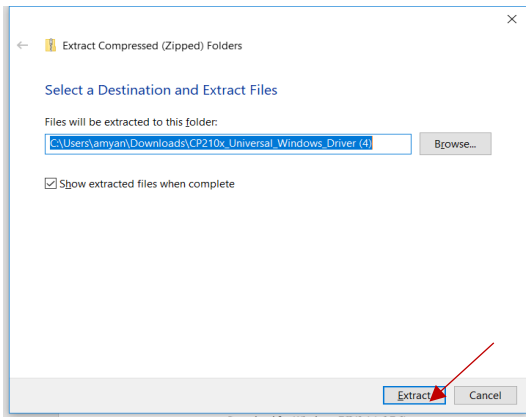 Extract Compressed (Zipped) Folders
Select a Destination and Extract Files
Files will be extracted to this folder:
C:\Users\amyan\Downloads\CP210x_Universal_Windows_Driver (4)
Browse...
Show extracted files when complete
Extract
Cancel